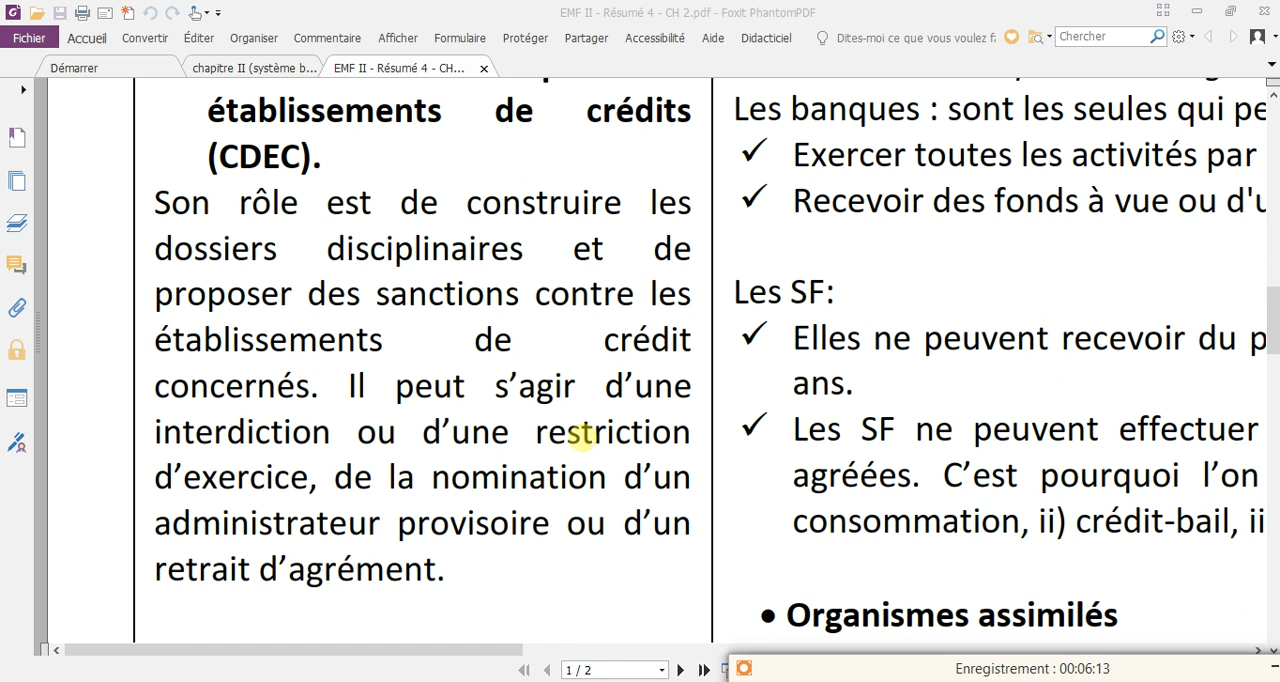 EMF II - Résumé 4 - CH 2.pdf - Foxit PhantomPDF
Fichier Accueil Convertir Éditer Organiser Commentaire Afficher Formulaire Protéger Partager Accessibilité Aide Didacticiel Dites-moi ce que vous voulez f Chercher
Démarrer chapitre II (système b... EMF II - Résumé 4 - CH...
établissements de crédits
(CDEC).
Son rôle est de construire les
dossiers disciplinaires et de
proposer des sanctions contre les
établissements de crédit
concernés. Il peut s’agir d’une
interdiction ou d’une restriction
d’exercice, de la nomination d’un
administrateur provisoire ou d’un
retrait d’agrément.
Les banques : sont les seules qui pe
✓ Exercer toutes les activités par
✓ Recevoir des fonds à vue ou d'u
Les SF:
✓ Elles ne peuvent recevoir du p
ans.
✓ Les SF ne peuvent effectuer
agréées. C’est pourquoi l’on
consommation, ii) crédit-bail, ii
• Organismes assimilés
1 / 2
Enregistrement : 00:06:13